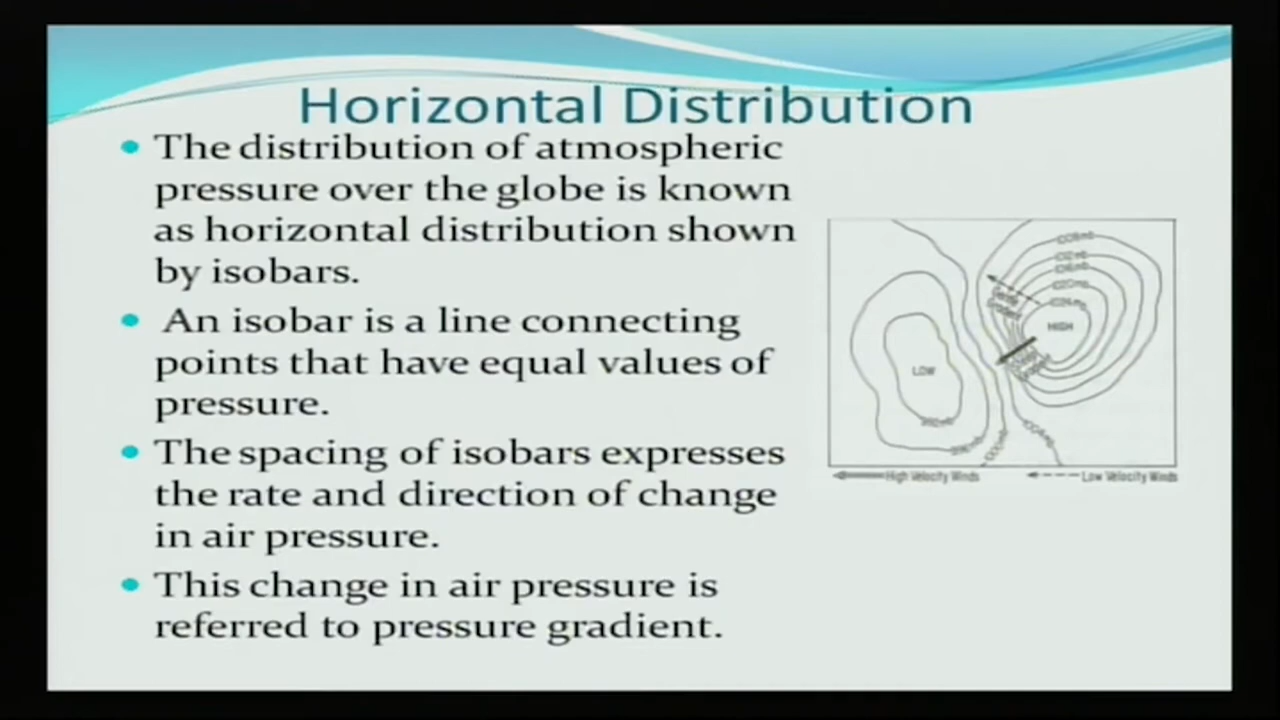 Horizontal Distribution
The distribution of atmospheric
pressure over the globe is known
as horizontal distribution shown
by isobars.
An isobar is a line connecting
points that have equal values of
pressure.
The spacing of isobars expresses
the rate and direction of change
in air pressure.
This change in air pressure is
referred to pressure gradient.
HIGH
LOW
High Velocity Winds
Low Velocity Winds